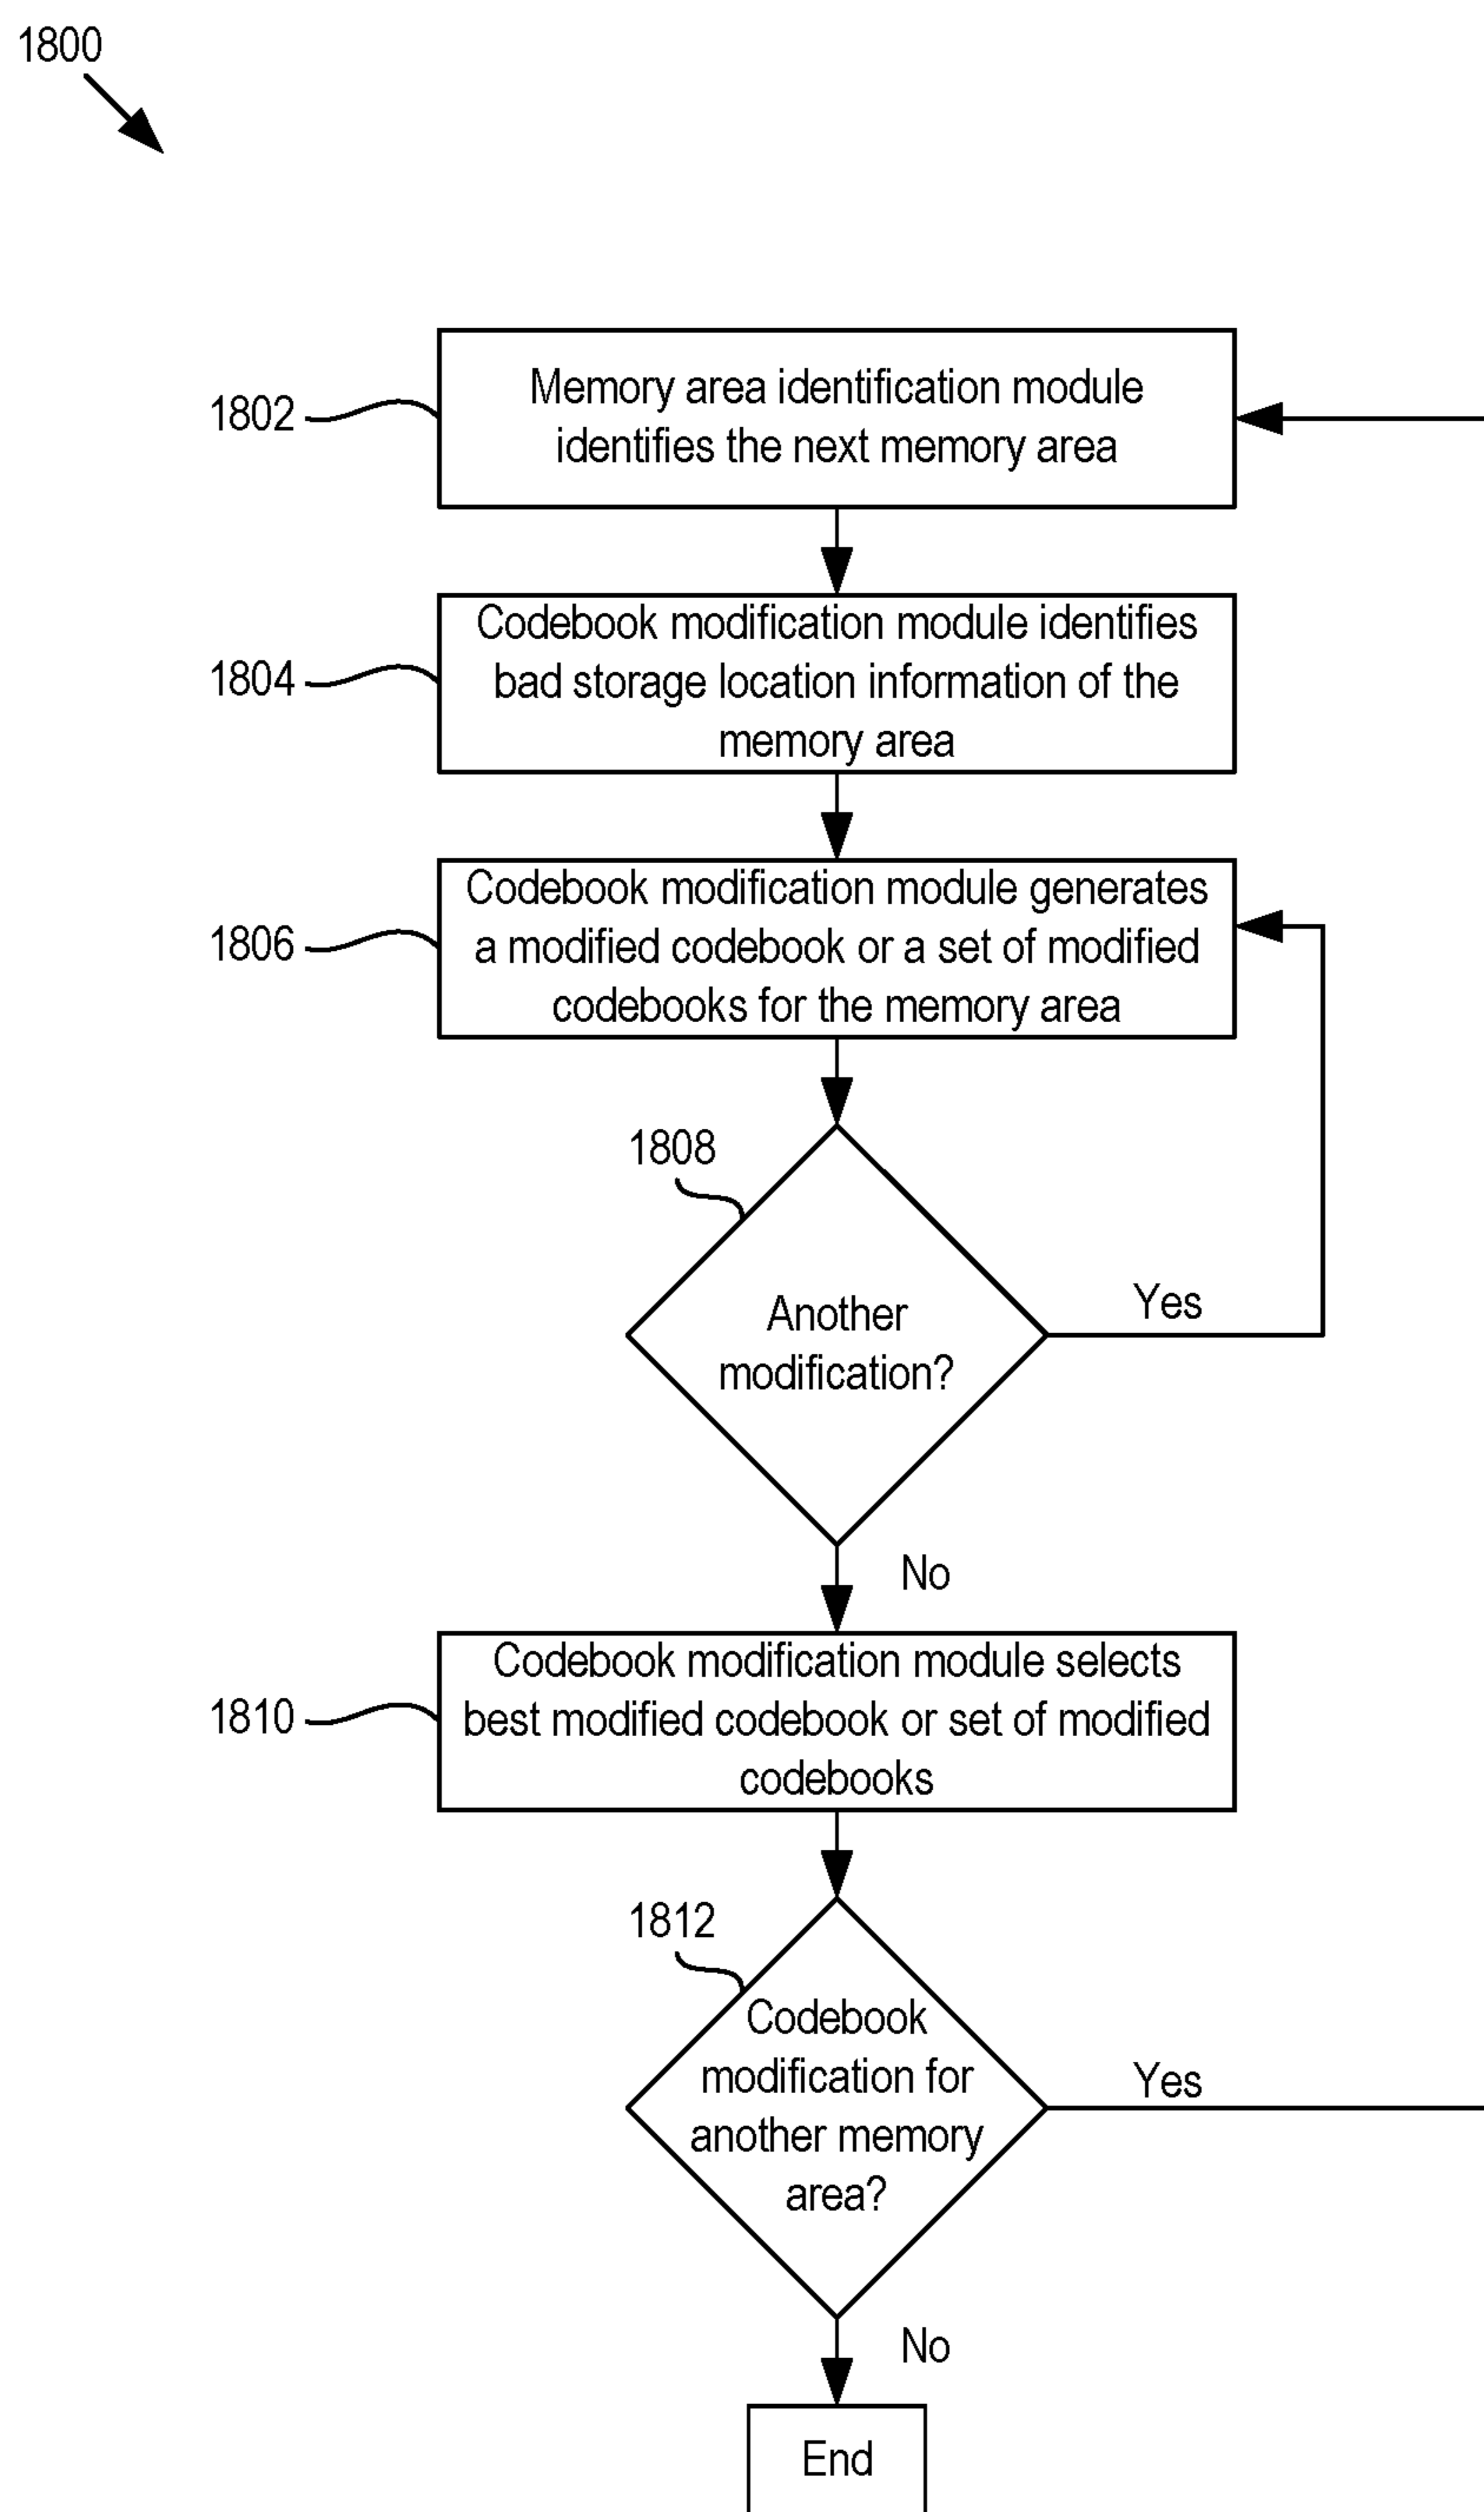 1800
Memory area identification module
identifies the next memory area
1802
Codebook modification module identifies
bad storage location information of the
memory area
1804
Codebook modification module generates
a modified codebook or a set of modified
codebooks for the memory area
1806
1808
Another
modification?
Yes
No
Codebook modification module selects
best modified codebook or set of modified
codebooks
1810
1812
Codebook
modification for
another memory
area?
Yes
No
End